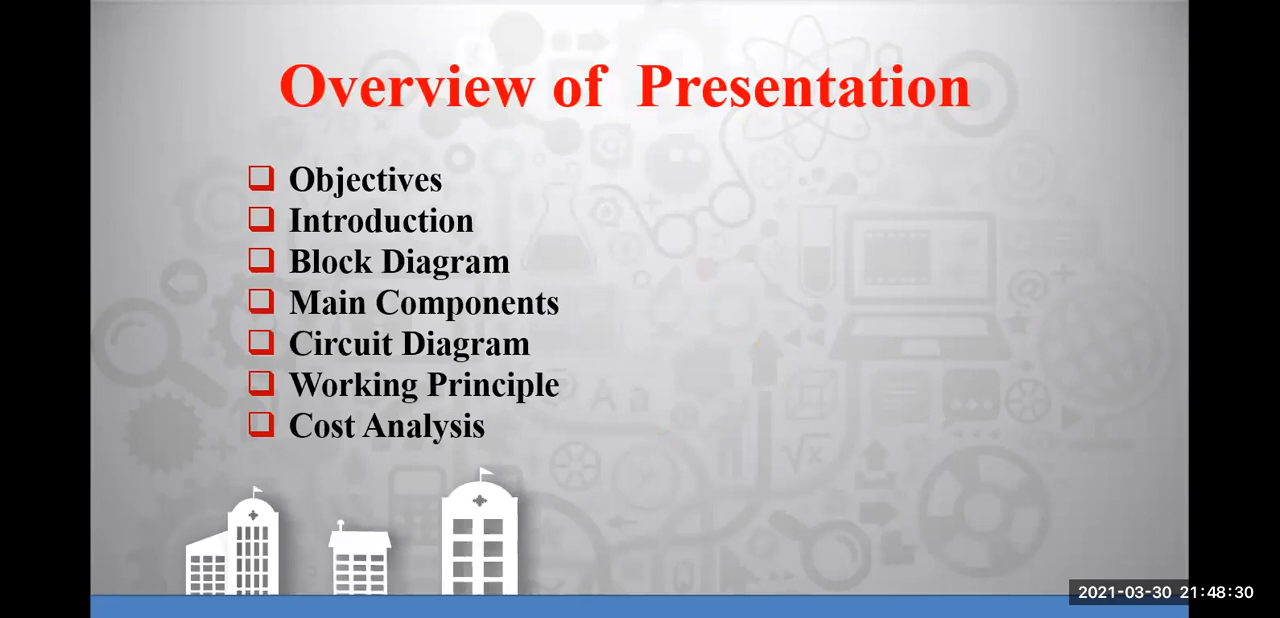 Overview of Presentation
Objectives
Introduction
Block Diagram
Main Components
Circuit Diagram
Working Principle
Cost Analysis
Aa
√x
@
2021-03-30 21:48:30